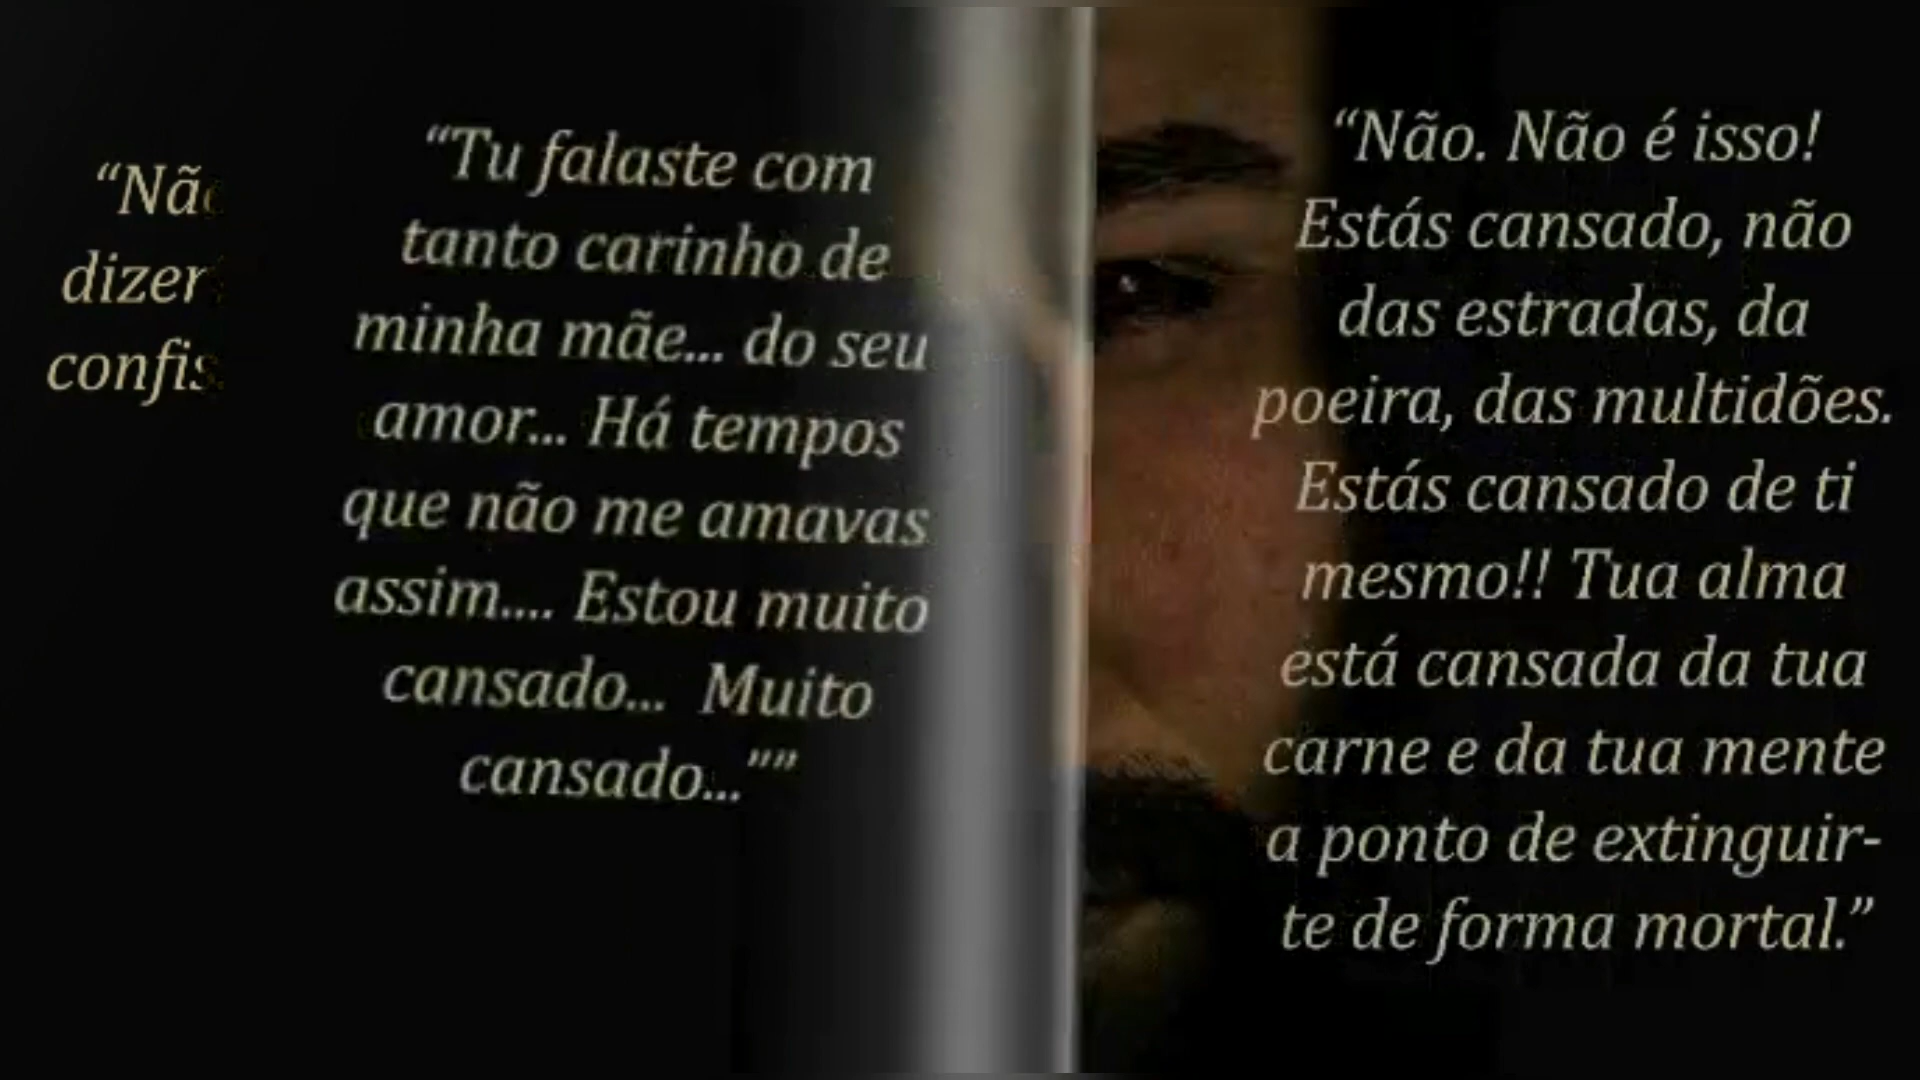 “Nã
dizer
confis
“Tu falaste com
tanto carinho de
minha mãe... do seu
amor... Há tempos
que não me amavas
assim.... Estou muito
cansado... Muito
cansado...””
“Não. Não é isso!
Estás cansado, não
das estradas, da
poeira, das multidões.
Estás cansado de ti
mesmo!! Tua alma
está cansada da tua
carne e da tua mente
a ponto de extinguir-
te de forma mortal.”